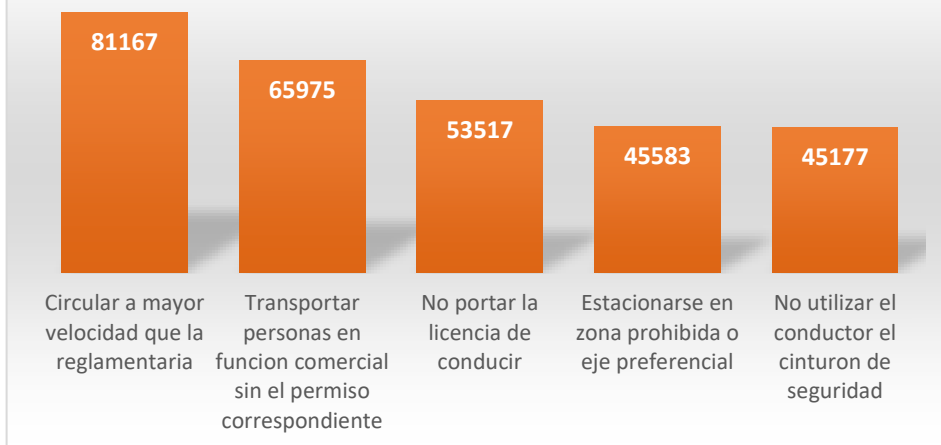 81167
65975
53517
45583
45177
Circular a mayor
velocidad que la
reglamentaria
Transportar
personas en
funcion comercial
sin el permiso
correspondiente
No portar la
licencia de
conducir
Estacionarse en
zona prohibida o
eje preferencial
No utilizar el
conductor el
cinturon de
seguridad